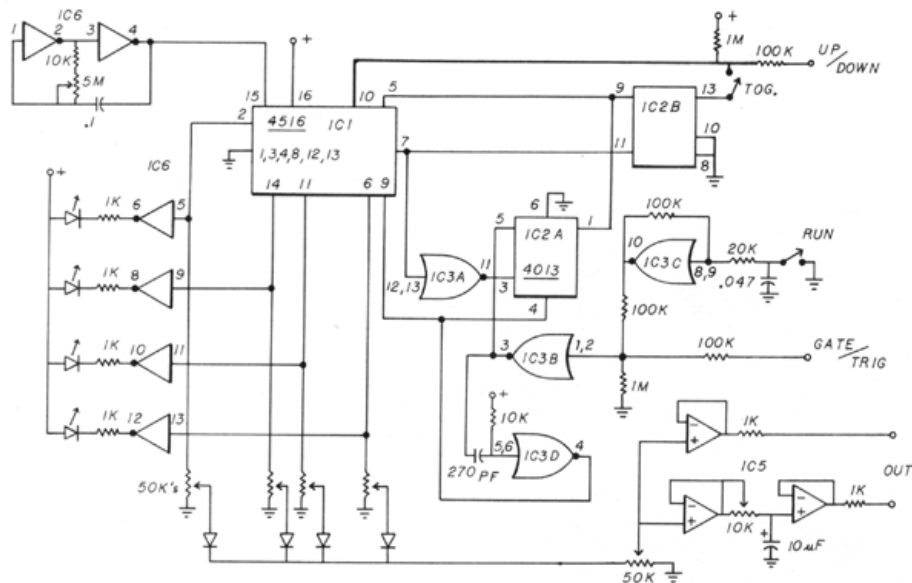 IC6
1 2 3 4
10K
5M
.1
+
15 16 10 5
2 4516 IC1
1,3,4,8,12,13
7
14 11 6 9
+
1M
100K UP/DOWN
TOG.
9 IC2B 13
11 10
8
IC6
+
1K 6 5
1K 8 9
1K 10 11
1K 12 13
50K's
6
5 IC2A 1
4013
3 4
IC3A 11
12,13
100K
10 IC3C 8,9
20K RUN
.047
100K
3 IC3B 1,2
100K GATE/TRIG
1M
+
10K
270 PF
5,6 IC3D 4
1K
IC5 OUT
10K 1K
+
10µF
50K